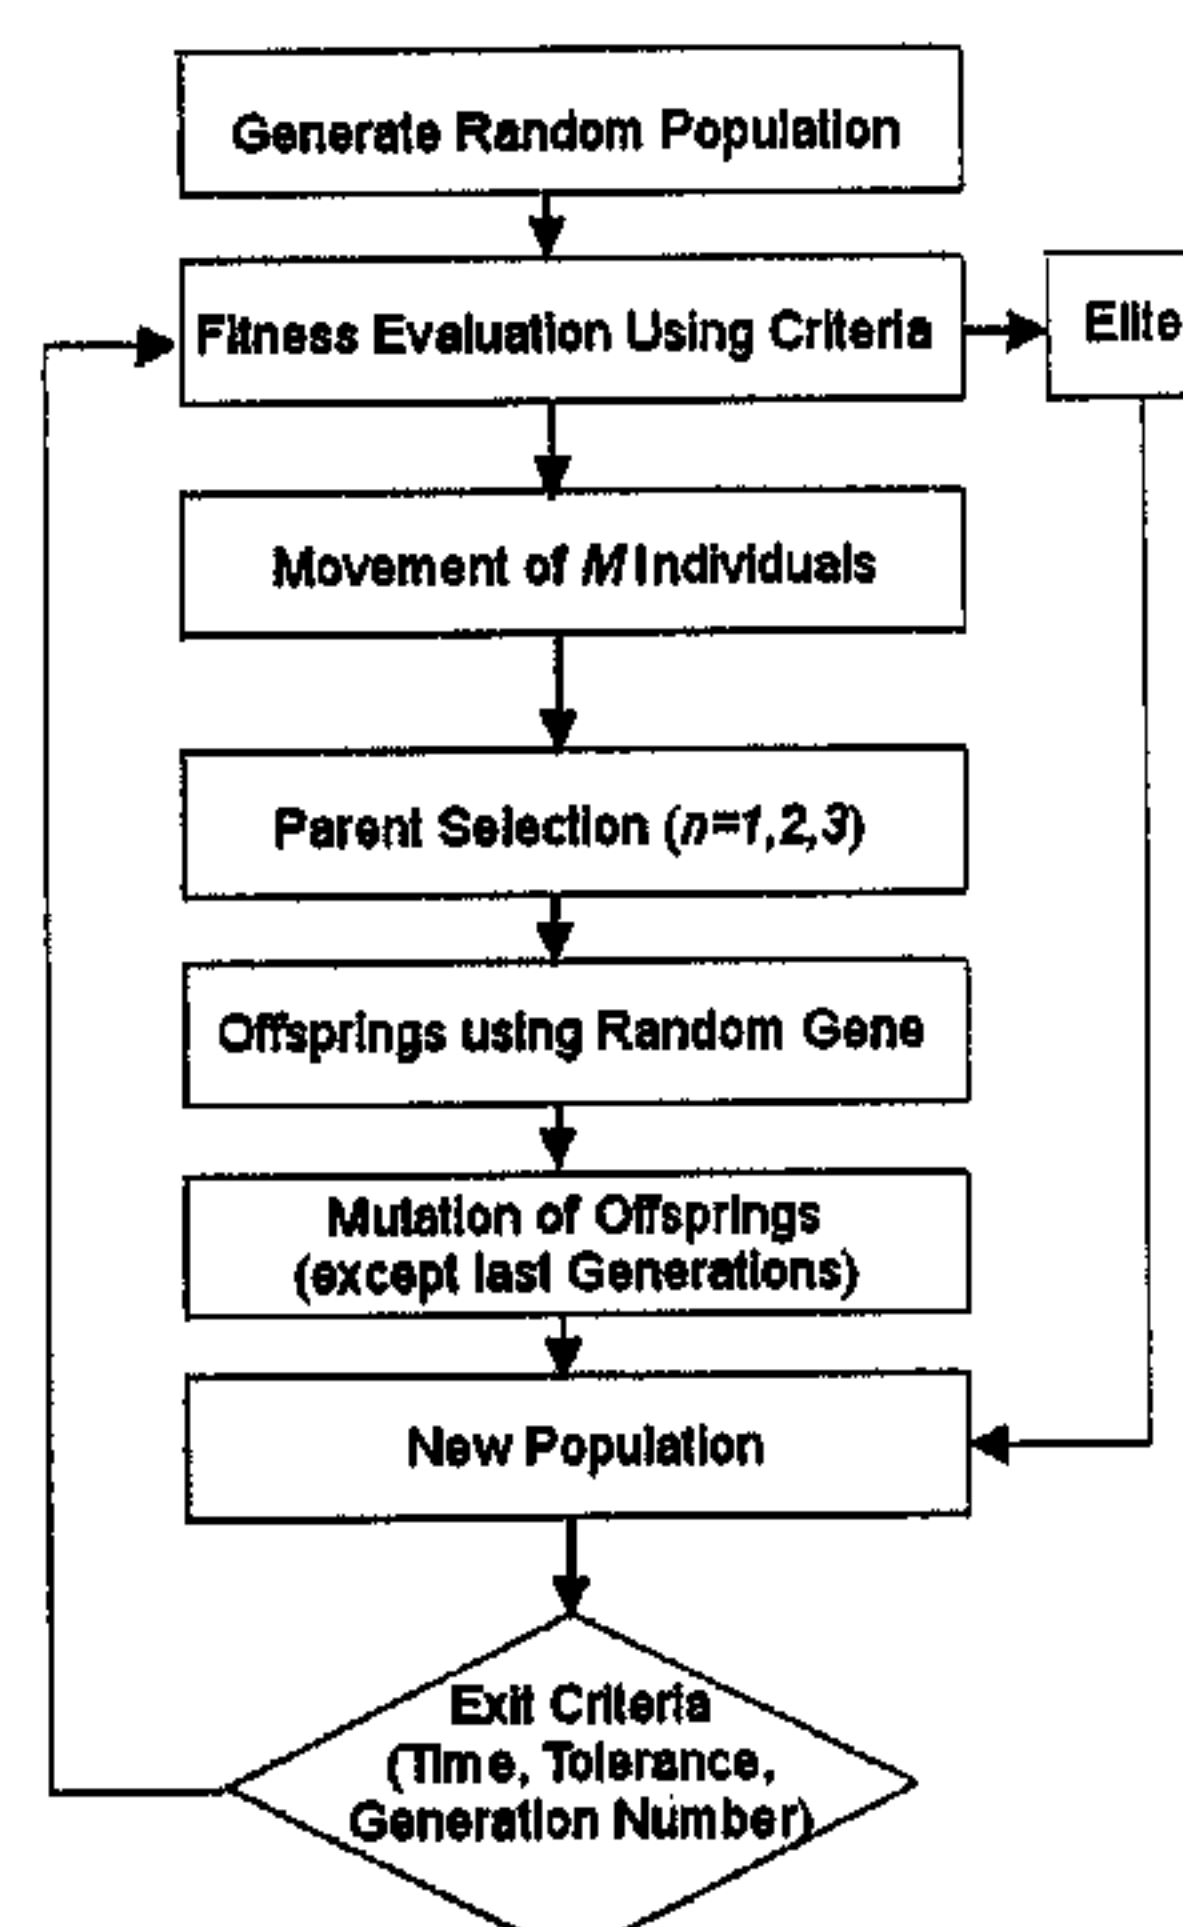 Generate Random Population
Fitness Evaluation Using Criteria
Elite
Movement of M Individuals
Parent Selection (n=1,2,3)
Offsprings using Random Gene
Mutation of Offsprings
(except last Generations)
New Population
Exit Criteria
(Time, Tolerance,
Generation Number)